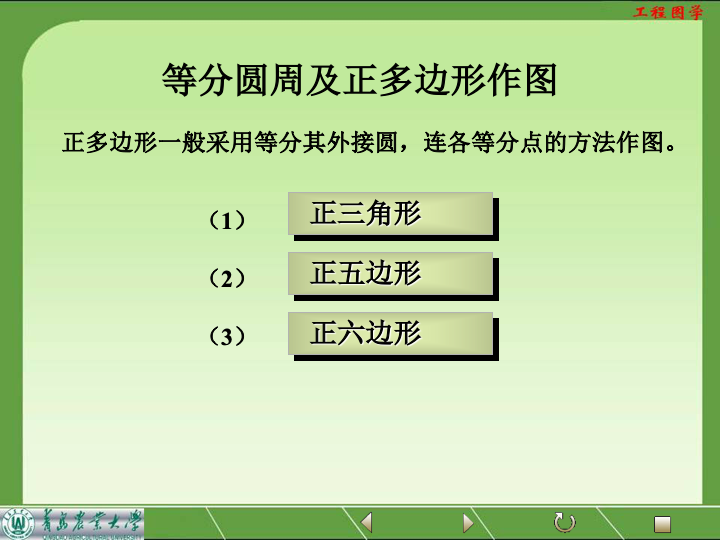 工程图学
等分圆周及正多边形作图
正多边形一般采用等分其外接圆，连各等分点的方法作图。
（1） 正三角形
（2） 正五边形
（3） 正六边形
青岛农业大学